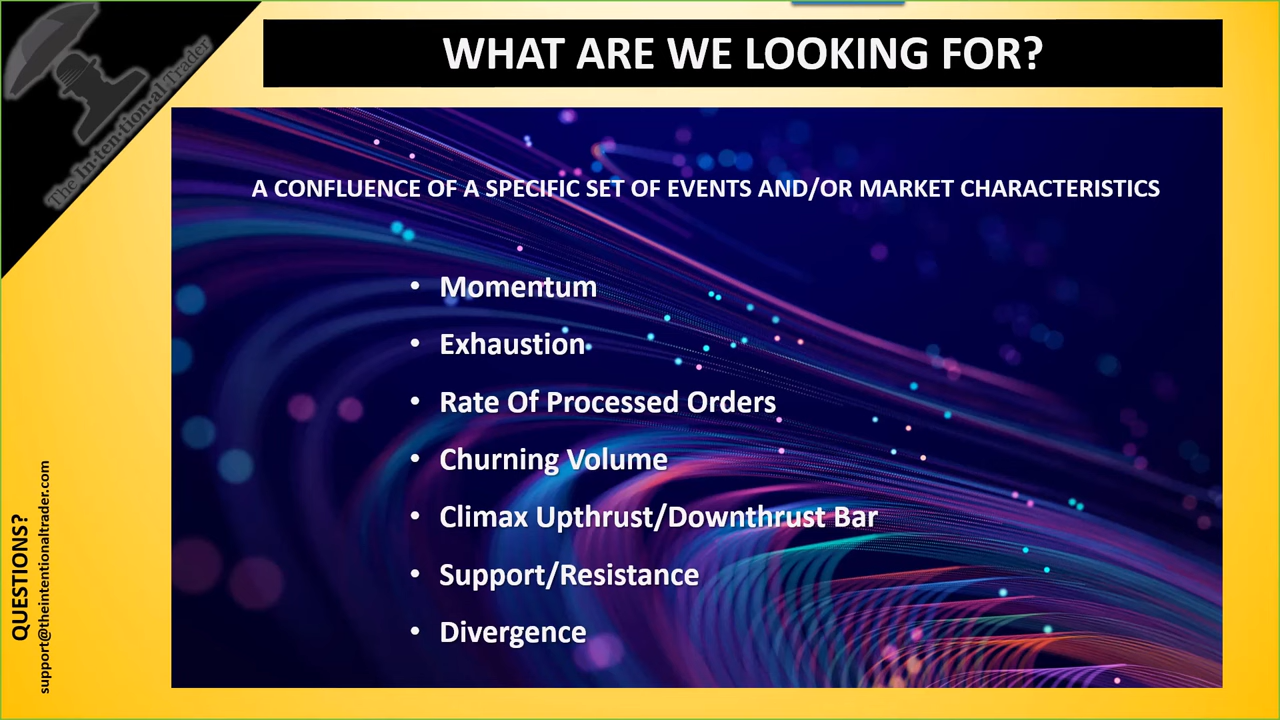 The In·ten·tion·al Trader
WHAT ARE WE LOOKING FOR?
A CONFLUENCE OF A SPECIFIC SET OF EVENTS AND/OR MARKET CHARACTERISTICS
• Momentum
• Exhaustion
• Rate Of Processed Orders
• Churning Volume
• Climax Upthrust/Downthrust Bar
• Support/Resistance
• Divergence
QUESTIONS?
support@theintentionaltrader.com